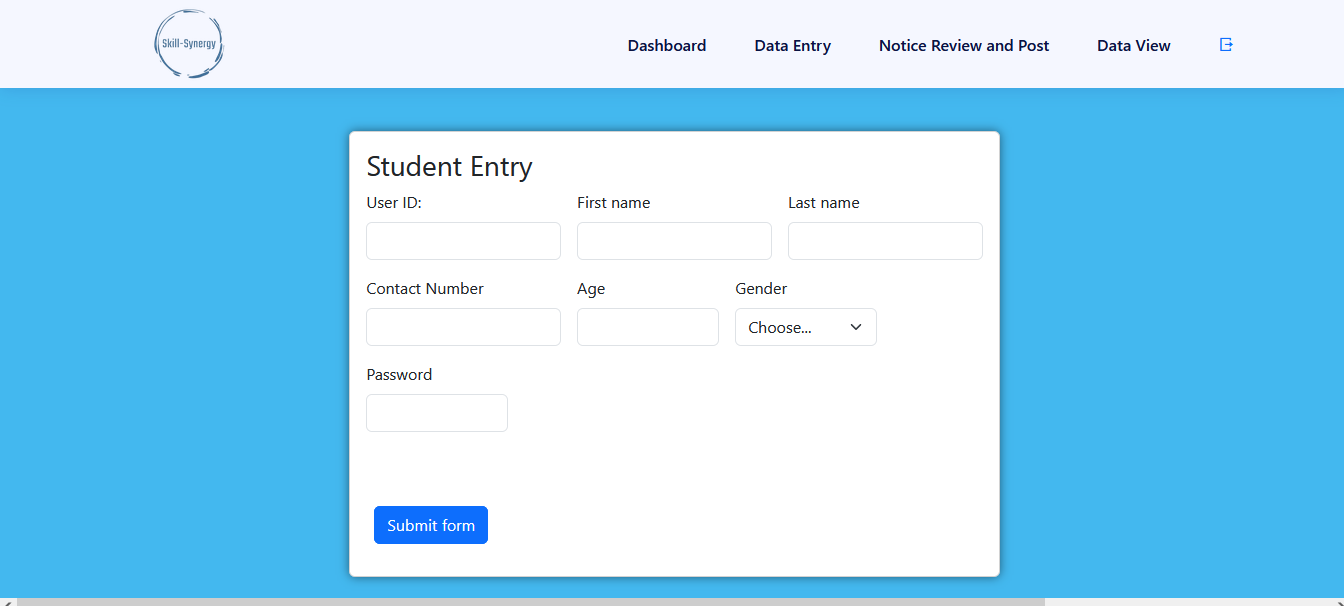 Skill-Synergy
Dashboard Data Entry Notice Review and Post Data View
Student Entry
User ID: First name Last name
Contact Number Age Gender
Choose...
Password
Submit form